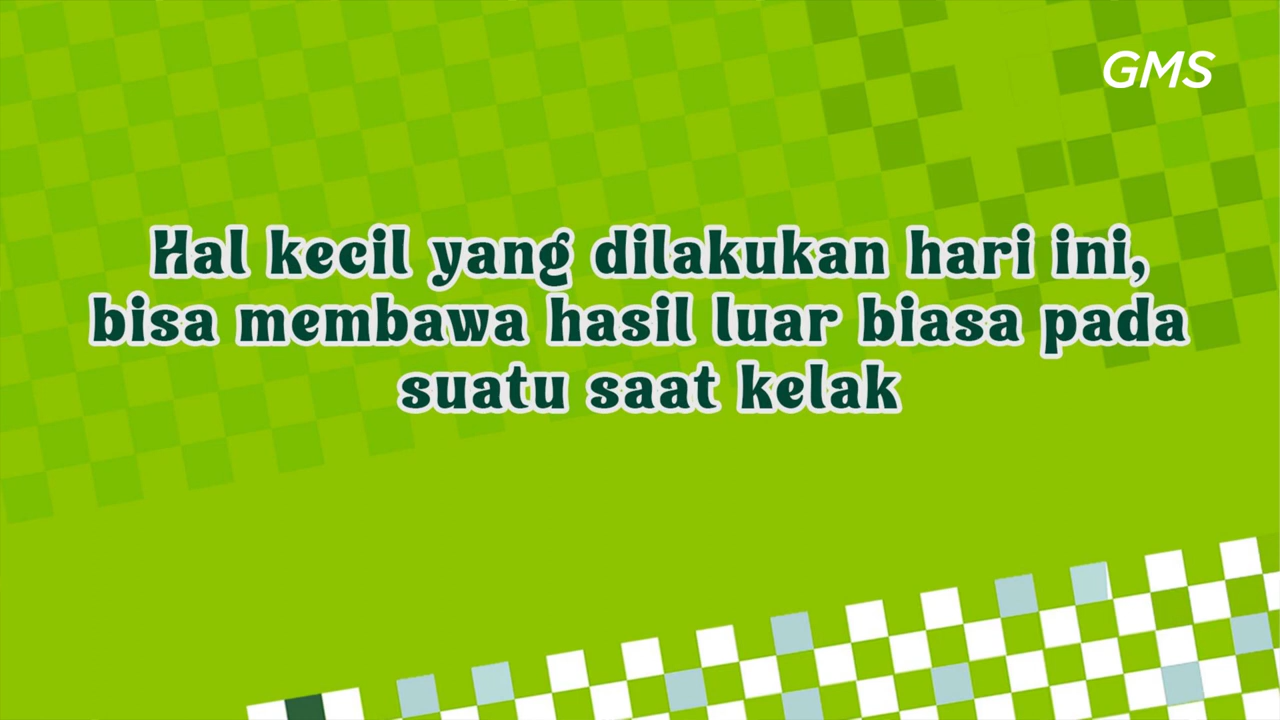 GMS
Hal kecil yang dilakukan hari ini,
bisa membawa hasil luar biasa pada
suatu saat kelak